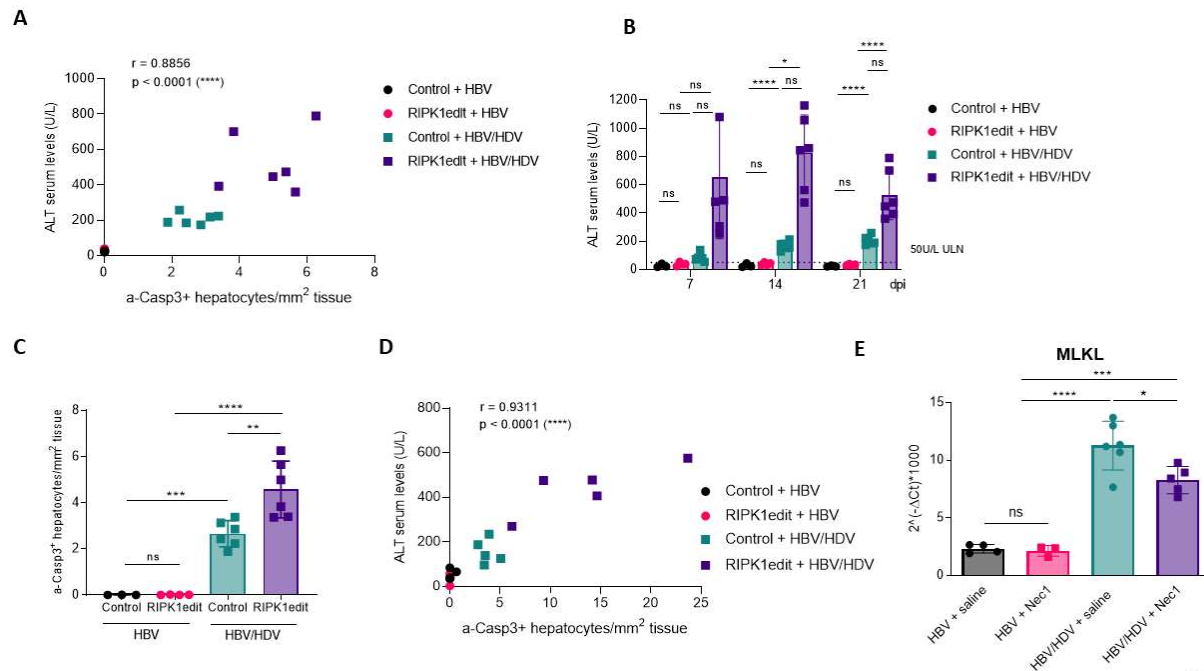 A
r = 0.8856
p < 0.0001 (****)
ALT serum levels (U/L)
1000
800
600
400
200
0
0 2 4 6 8
a-Casp3+ hepatocytes/mm² tissue
Control + HBV
RIPK1edit + HBV
Control + HBV/HDV
RIPK1edit + HBV/HDV
B
ALT serum levels (U/L)
1200
1000
800
600
400
200
0
ns
ns
ns
ns
ns
****
*
ns
ns
****
****
ns
50U/L ULN
7 14 21 dpi
Control + HBV
RIPK1edit + HBV
Control + HBV/HDV
RIPK1edit + HBV/HDV
C
a-Casp3⁺ hepatocytes/mm² tissue
8
6
4
2
0
****
**
***
ns
Control RIPK1edit Control RIPK1edit
HBV HBV/HDV
D
r = 0.9311
p < 0.0001 (****)
ALT serum levels (U/L)
800
600
400
200
0
0 5 10 15 20 25
a-Casp3+ hepatocytes/mm² tissue
Control + HBV
RIPK1edit + HBV
Control + HBV/HDV
RIPK1edit + HBV/HDV
E
MLKL
2^(-ΔCt)*1000
15
10
5
0
***
****
*
ns
HBV + saline
HBV + Nec1
HBV/HDV + saline
HBV/HDV + Nec1